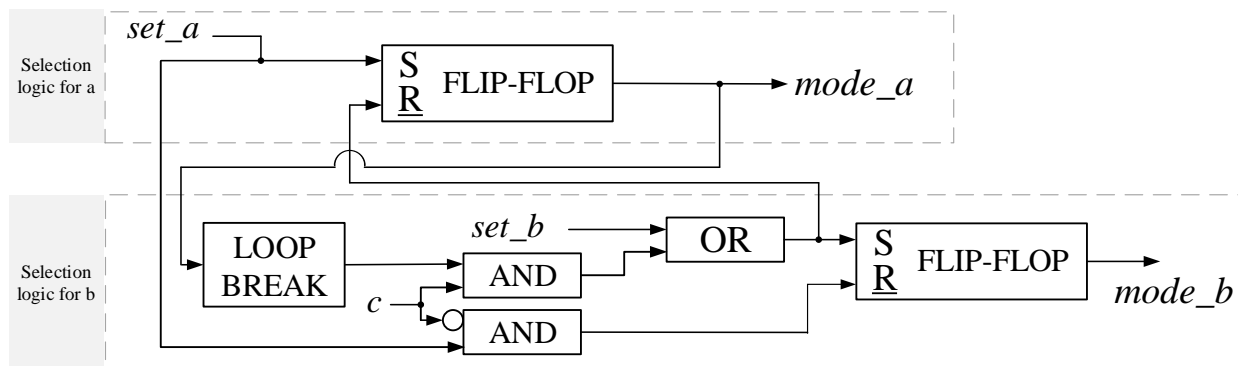 set_a
Selection
logic for a
S
R
FLIP-FLOP
mode_a
Selection
logic for b
LOOP
BREAK
set_b
c
AND
AND
OR
S
R
FLIP-FLOP
mode_b